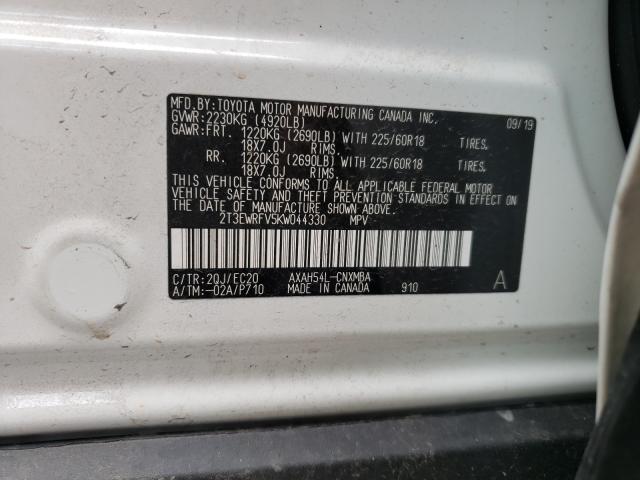 MFD.BY:TOYOTA MOTOR MANUFACTURING CANADA INC.
GVWR:2230KG (4920LB) 09/19
GAWR:FRT. 1220KG (2690LB) WITH 225/60R18 TIRES,
18X7.0J RIMS,
RR. 1220KG (2690LB) WITH 225/60R18 TIRES,
18X7.0J RIMS,
THIS VEHICLE CONFORMS TO ALL APPLICABLE FEDERAL MOTOR
VEHICLE SAFETY AND THEFT PREVENTION STANDARDS IN EFFECT
ON THE DATE OF MANUFACTURE SHOWN ABOVE.
2T3EWRFV5KW044330 MPV
C/TR:2QJ/EC20 AXAH54L-CNXMBA
A/TM:-02A/P710 MADE IN CANADA 910 A